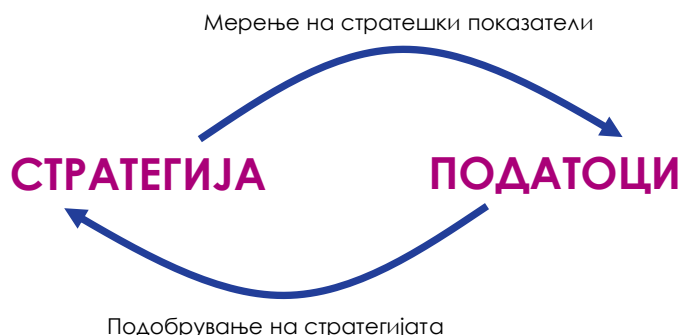 Мерење на стратешки показатели
СТРАТЕГИЈА
ПОДАТОЦИ
Подобрување на стратегијата